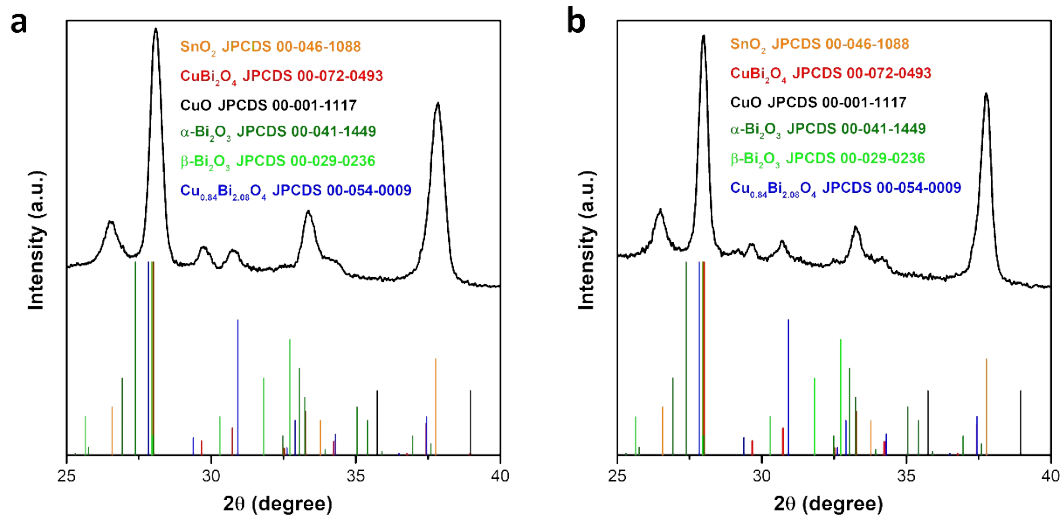 a
SnO₂ JPCDS 00-046-1088
CuBi₂O₄ JPCDS 00-072-0493
CuO JPCDS 00-001-1117
α-Bi₂O₃ JPCDS 00-041-1449
β-Bi₂O₃ JPCDS 00-029-0236
Cu₀.₈₄Bi₂.₀₈O₄ JPCDS 00-054-0009
Intensity (a.u.)
25 30 35 40
2θ (degree)
b
SnO₂ JPCDS 00-046-1088
CuBi₂O₄ JPCDS 00-072-0493
CuO JPCDS 00-001-1117
α-Bi₂O₃ JPCDS 00-041-1449
β-Bi₂O₃ JPCDS 00-029-0236
Cu₀.₈₄Bi₂.₀₈O₄ JPCDS 00-054-0009
Intensity (a.u.)
25 30 35 40
2θ (degree)